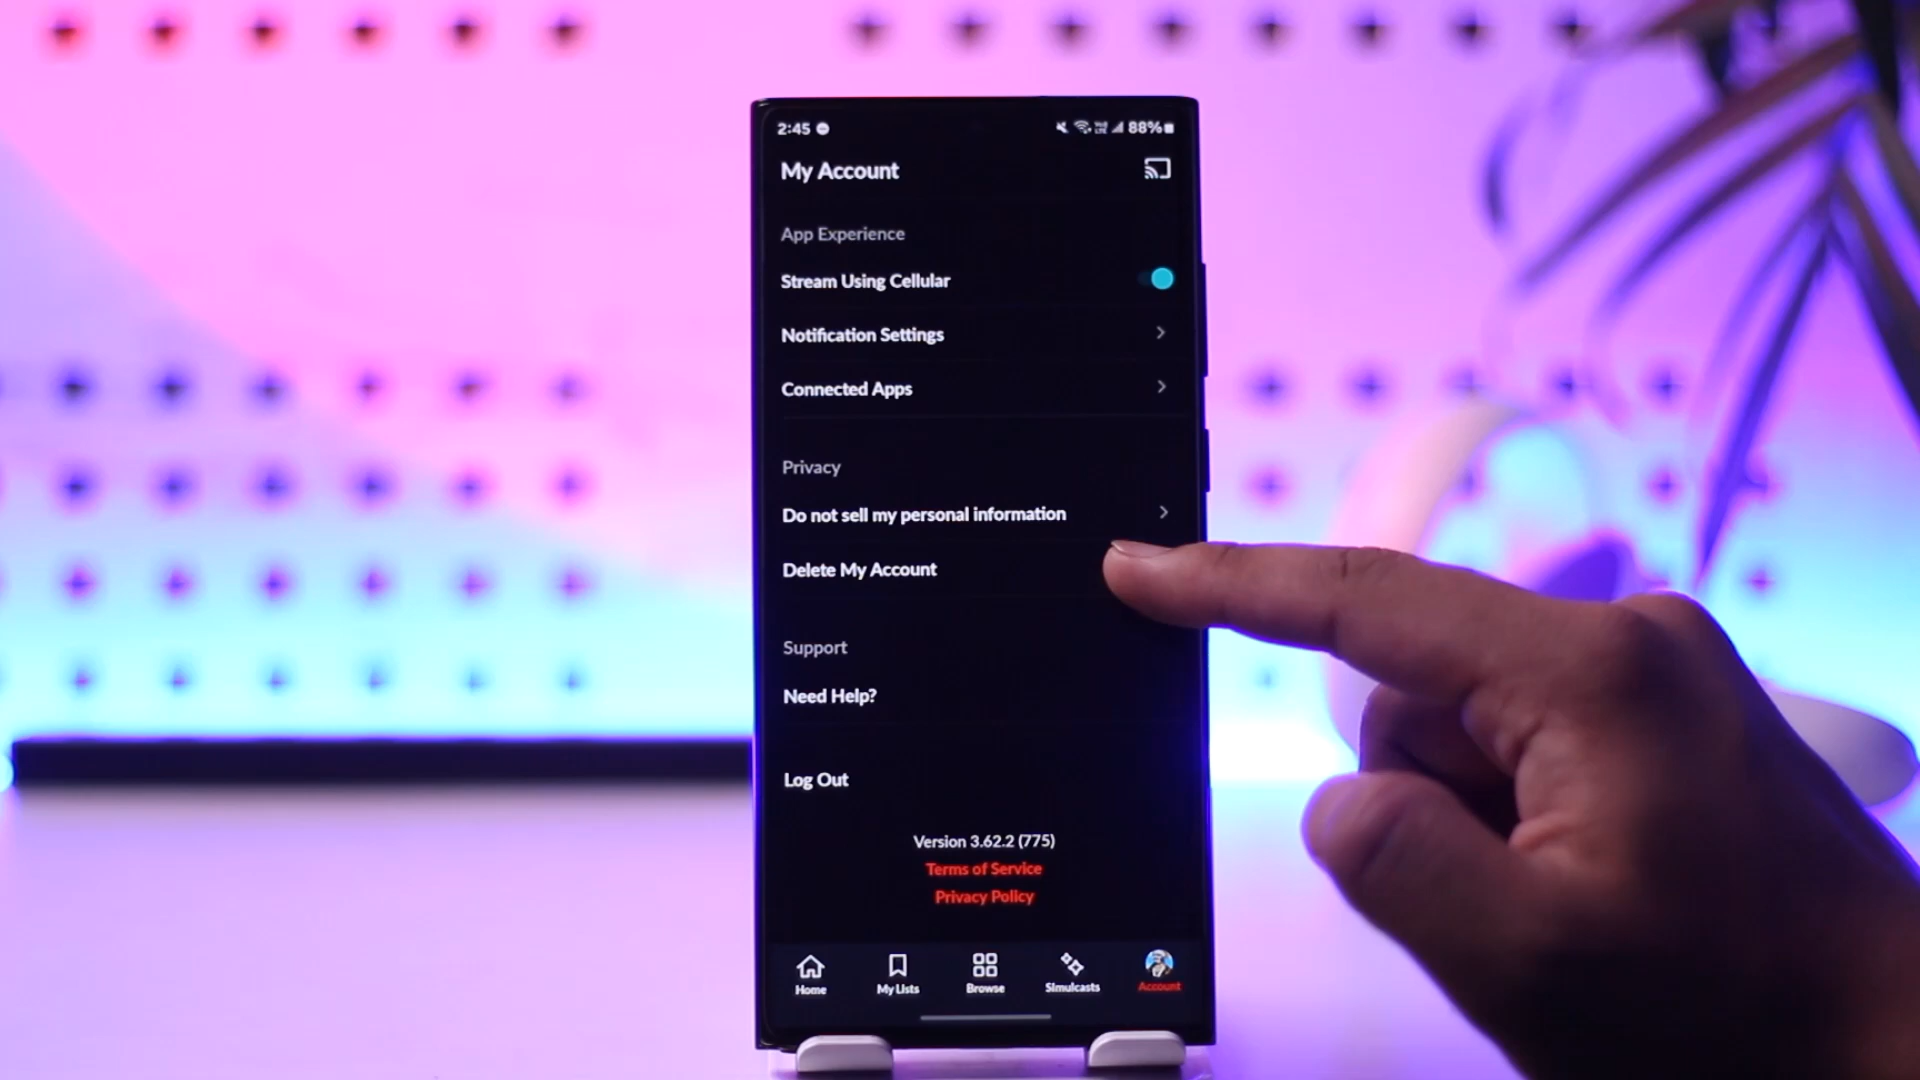 2:45
88%
My Account
App Experience
Stream Using Cellular
Notification Settings
Connected Apps
Privacy
Do not sell my personal information
Delete My Account
Support
Need Help?
Log Out
Version 3.62.2 (775)
Terms of Service
Privacy Policy
Home
My Lists
Browse
Simulcasts
Account